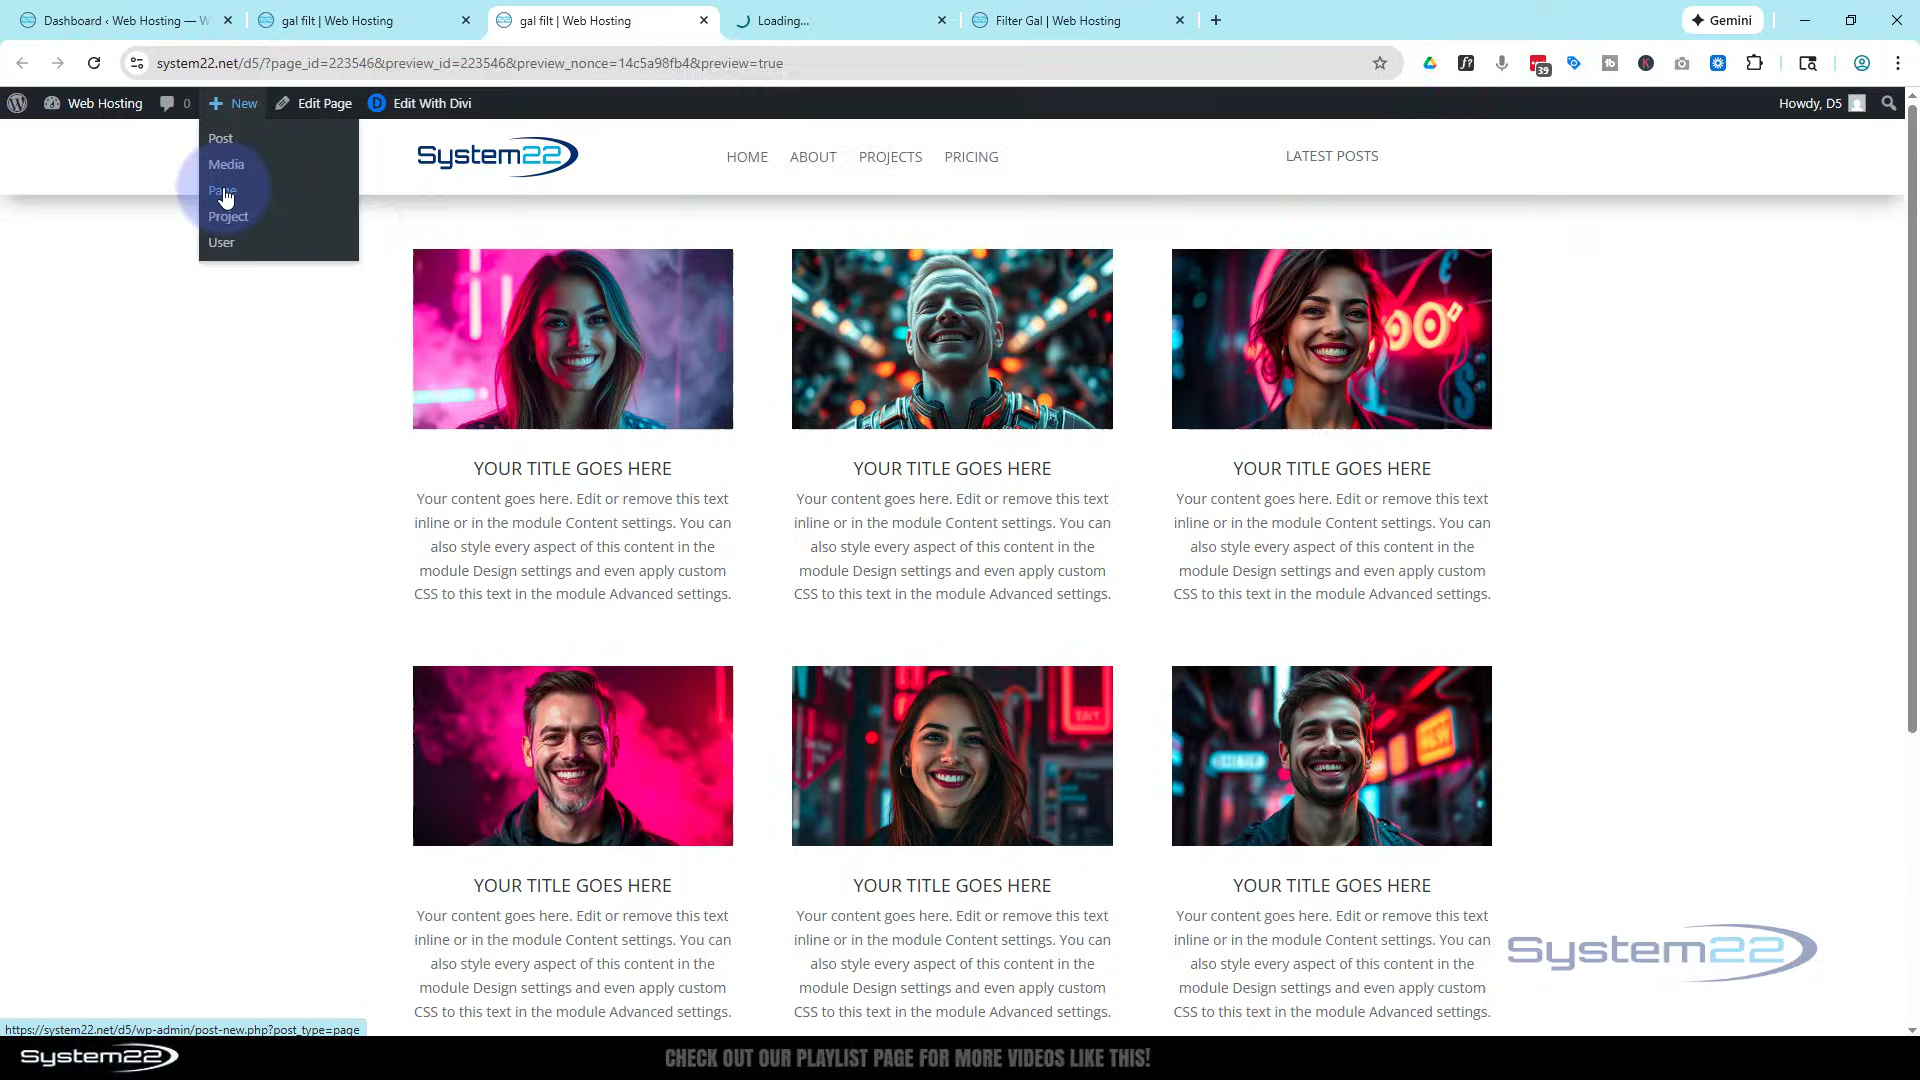 Dashboard ‹ Web Hosting — W
gal filt | Web Hosting
gal filt | Web Hosting
Loading...
Filter Gal | Web Hosting
Gemini
system22.net/d5/?page_id=223546&preview_id=223546&preview_nonce=14c5a98fb4&preview=true
39
Web Hosting
0
New
Edit Page
Edit With Divi
Howdy, D5
Post
Media
Page
Project
User
System22
HOME
ABOUT
PROJECTS
PRICING
LATEST POSTS
YOUR TITLE GOES HERE
Your content goes here. Edit or remove this text
inline or in the module Content settings. You can
also style every aspect of this content in the
module Design settings and even apply custom
CSS to this text in the module Advanced settings.
YOUR TITLE GOES HERE
Your content goes here. Edit or remove this text
inline or in the module Content settings. You can
also style every aspect of this content in the
module Design settings and even apply custom
CSS to this text in the module Advanced settings.
YOUR TITLE GOES HERE
Your content goes here. Edit or remove this text
inline or in the module Content settings. You can
also style every aspect of this content in the
module Design settings and even apply custom
CSS to this text in the module Advanced settings.
YOUR TITLE GOES HERE
Your content goes here. Edit or remove this text
inline or in the module Content settings. You can
also style every aspect of this content in the
module Design settings and even apply custom
CSS to this text in the module Advanced settings.
YOUR TITLE GOES HERE
Your content goes here. Edit or remove this text
inline or in the module Content settings. You can
also style every aspect of this content in the
module Design settings and even apply custom
CSS to this text in the module Advanced settings.
YOUR TITLE GOES HERE
Your content goes here. Edit or remove this text
inline or in the module Content settings. You can
also style every aspect of this content in the
module Design settings and even apply custom
CSS to this text in the module Advanced settings.
System22
https://system22.net/d5/wp-admin/post-new.php?post_type=page
System22
CHECK OUT OUR PLAYLIST PAGE FOR MORE VIDEOS LIKE THIS!